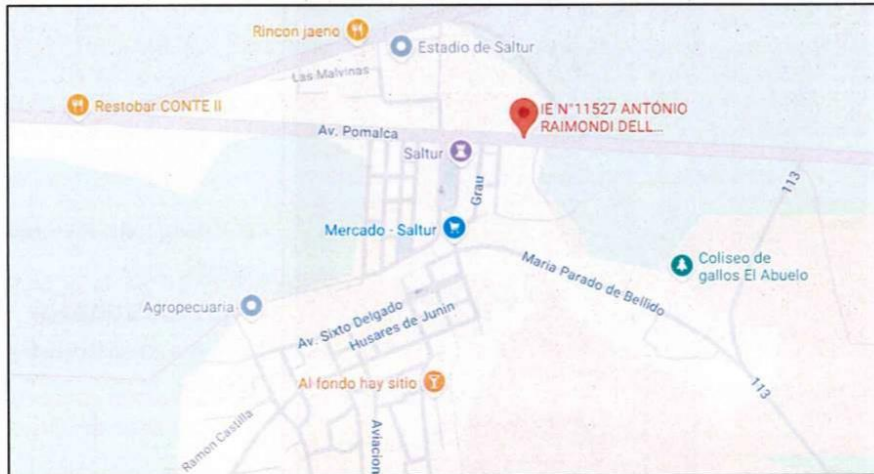 Rincon jaeno
Estadio de Saltur
Las Malvinas
Restobar CONTE II
IE N°11527 ANTONIO
RAIMONDI DELL...
Av. Pomalca
Saltur
113
Grau
Mercado - Saltur
Coliseo de
gallos El Abuelo
Maria Parado de Bellido
Agropecuaria
Av. Sixto Delgado
Husares de Junin
Al fondo hay sitio
113
Ramon Castilla
Aviacion